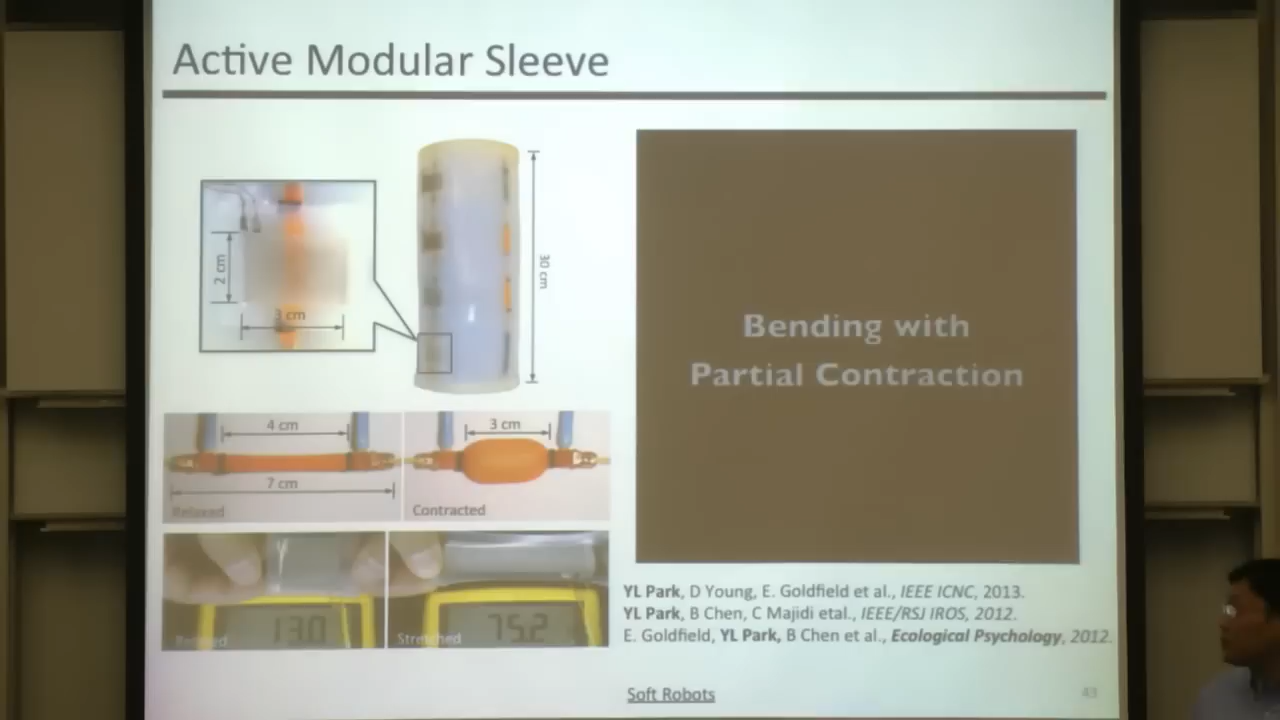 Active Modular Sleeve
2 cm
3 cm
30 cm
Bending with
Partial Contraction
4 cm
7 cm
Relaxed
3 cm
Contracted
Relaxed
13.0
Stretched
75.2
YL Park, D Young, E. Goldfield et al., IEEE ICNC, 2013.
YL Park, B Chen, C Majidi etal., IEEE/RSJ IROS, 2012.
E. Goldfield, YL Park, B Chen et al., Ecological Psychology, 2012.
Soft Robots
43